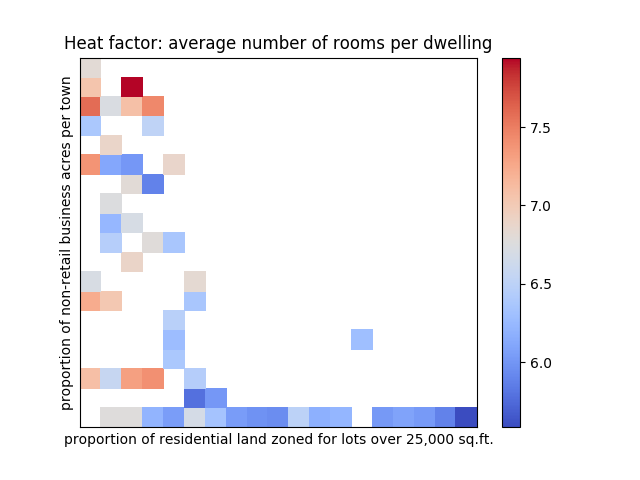 Heat factor: average number of rooms per dwelling
proportion of non-retail business acres per town
7.5
7.0
6.5
6.0
proportion of residential land zoned for lots over 25,000 sq.ft.